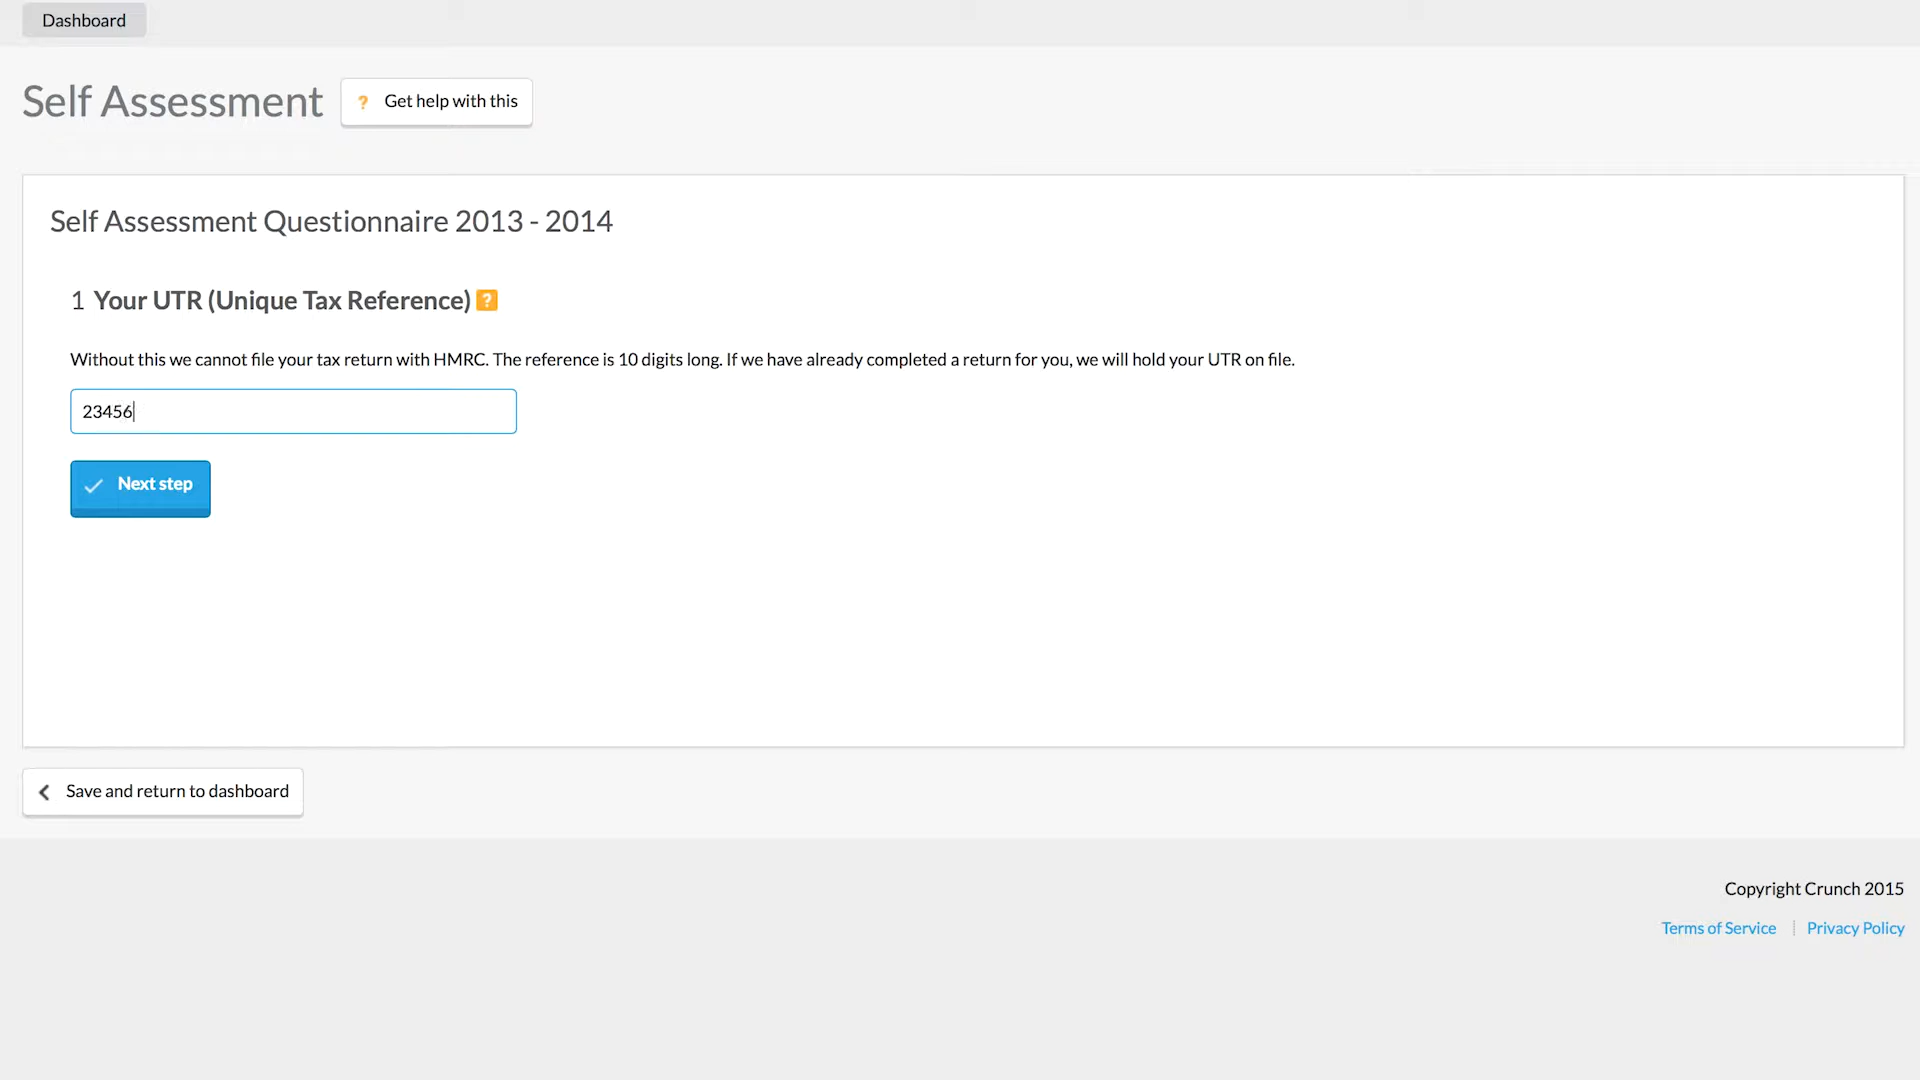 Dashboard
Self Assessment
? Get help with this
Self Assessment Questionnaire 2013 - 2014
1 Your UTR (Unique Tax Reference) ?
Without this we cannot file your tax return with HMRC. The reference is 10 digits long. If we have already completed a return for you, we will hold your UTR on file.
23456
Next step
Save and return to dashboard
Copyright Crunch 2015
Terms of Service | Privacy Policy